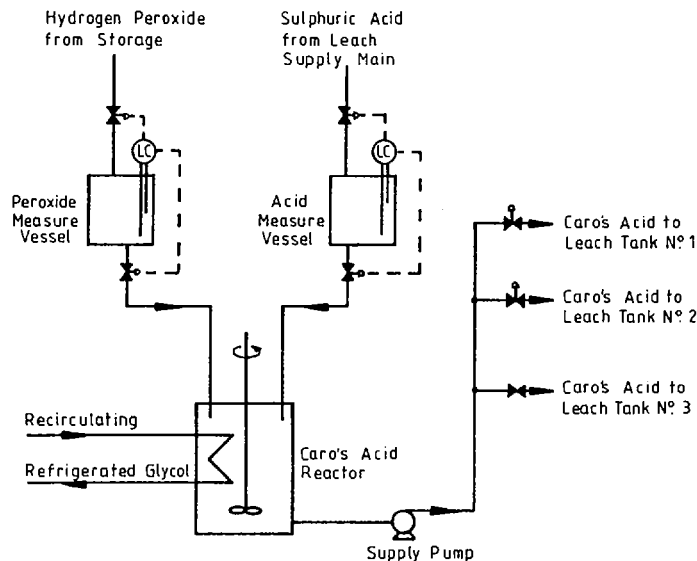 Hydrogen Peroxide
from Storage
Sulphuric Acid
from Leach
Supply Main
LC
LC
Peroxide
Measure
Vessel
Acid
Measure
Vessel
Caro's Acid to
Leach Tank Nº. 1
Caro's Acid to
Leach Tank Nº. 2
Caro's Acid to
Leach Tank Nº. 3
Recirculating
Refrigerated Glycol
Caro's Acid
Reactor
Supply Pump